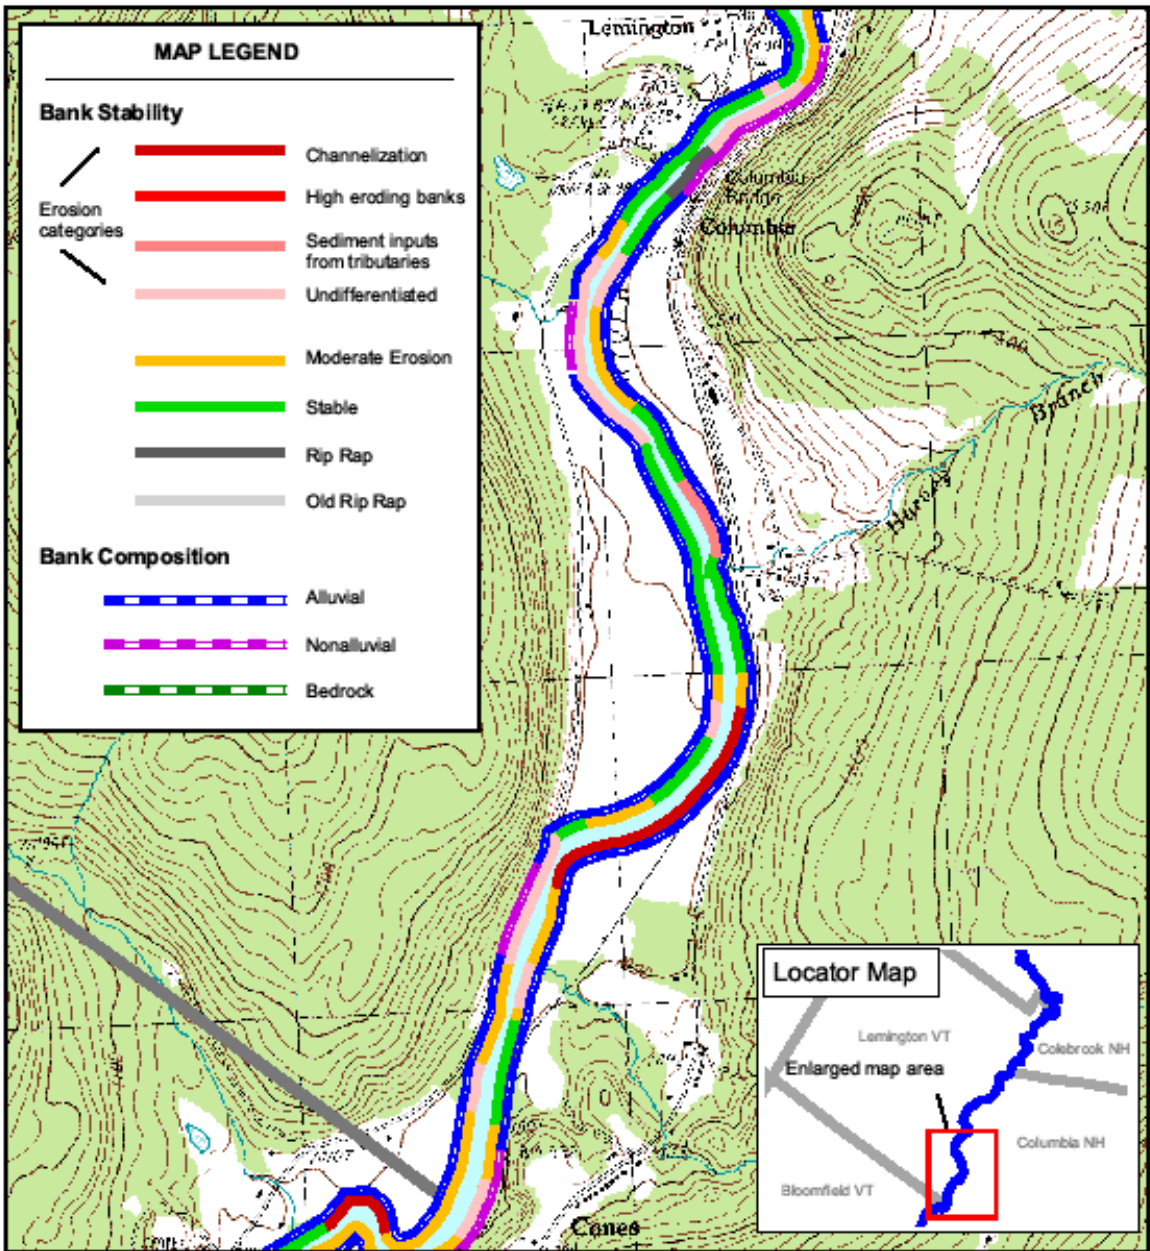 MAP LEGEND
Bank Stability
Erosion
categories
Channelization
High eroding banks
Sediment inputs
from tributaries
Undifferentiated
Moderate Erosion
Stable
Rip Rap
Old Rip Rap
Bank Composition
Alluvial
Nonalluvial
Bedrock
Lemington
Columbia
Bridge
Columbia
Harvey
Branch
Cones
Locator Map
Lemington VT
Colebrook NH
Enlarged map area
Columbia NH
Bloomfield VT